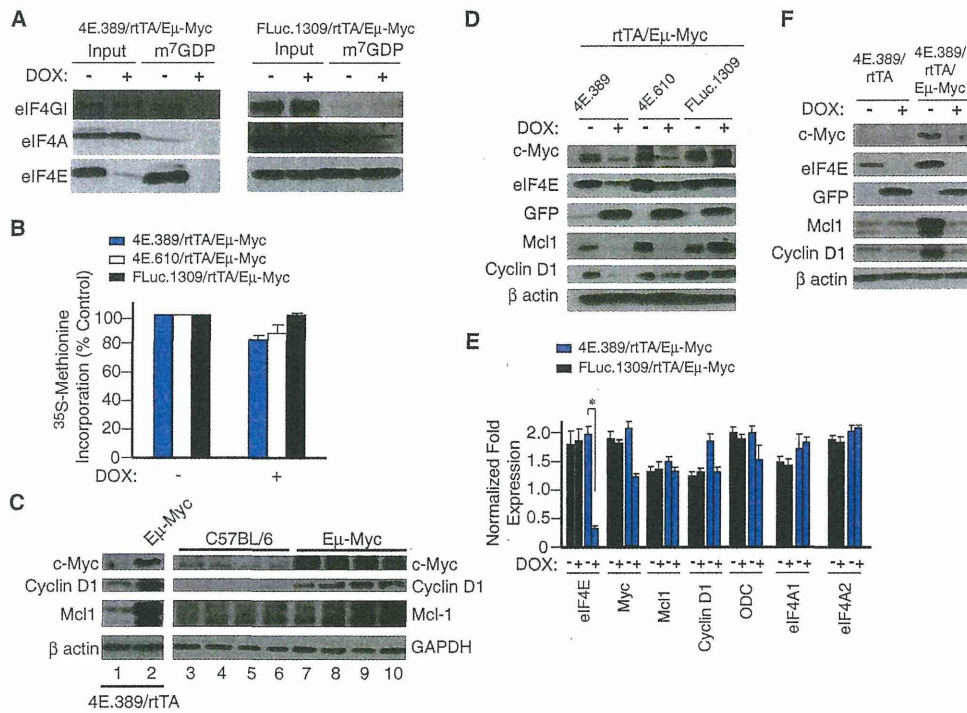 A
4E.389/rtTA/Eμ-Myc
Input m⁷GDP
DOX: - + - +
eIF4GI
eIF4A
eIF4E
FLuc.1309/rtTA/Eμ-Myc
Input m⁷GDP
- + - +
B
4E.389/rtTA/Eμ-Myc
4E.610/rtTA/Eμ-Myc
FLuc.1309/rtTA/Eμ-Myc
³⁵S-Methionine
Incorporation (% Control)
100
80
60
40
20
0
DOX: - +
C
Eμ-Myc
C57BL/6 Eμ-Myc
c-Myc c-Myc
Cyclin D1 Cyclin D1
Mcl1 Mcl-1
β actin GAPDH
1 2 3 4 5 6 7 8 9 10
4E.389/rtTA
D
rtTA/Eμ-Myc
4E.389 4E.610 FLuc.1309
DOX: - + - + - +
c-Myc
eIF4E
GFP
Mcl1
Cyclin D1
β actin
E
4E.389/rtTA/Eμ-Myc
FLuc.1309/rtTA/Eμ-Myc
*
Normalized Fold
Expression
2.0
1.5
1.0
0.5
0
DOX: - + - + - + - + - + - + - + - + - + - + - + - + - + - +
eIF4E
Myc
Mcl1
Cyclin D1
ODC
eIF4A1
eIF4A2
F
4E.389/
rtTA
4E.389/
rtTA/
Eμ-Myc
DOX: - + - +
c-Myc
eIF4E
GFP
Mcl1
Cyclin D1
β actin